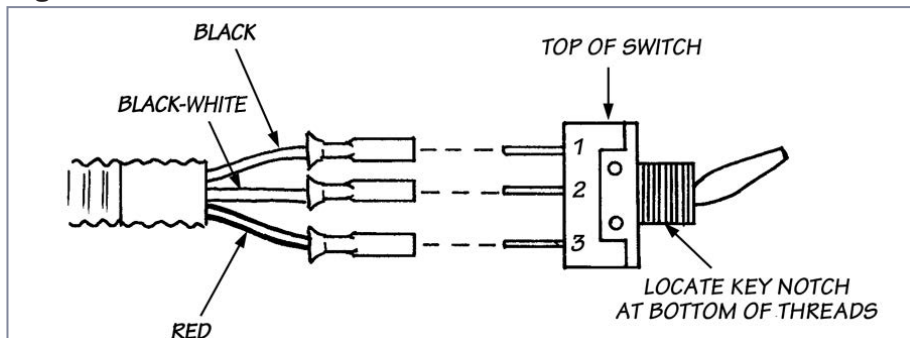 BLACK
TOP OF SWITCH
BLACK-WHITE
1
2
3
LOCATE KEY NOTCH
AT BOTTOM OF THREADS
RED